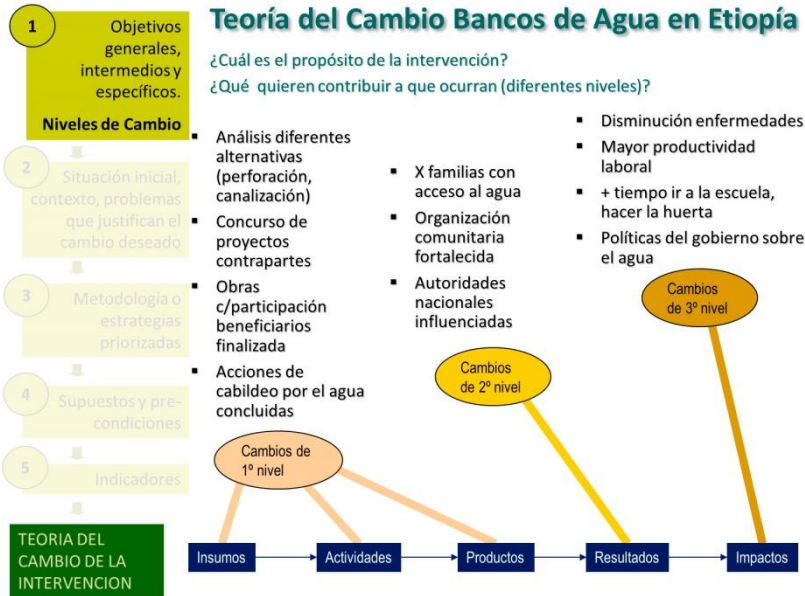 Teoría del Cambio Bancos de Agua en Etiopía
¿Cuál es el propósito de la intervención?
¿Qué quieren contribuir a que ocurran (diferentes niveles)?
1
Objetivos
generales,
intermedios y
específicos.
Niveles de Cambio
2
Situación inicial,
contexto, problemas
que justifican el
cambio deseado
3
Metodología o
estrategias
priorizadas
4
Supuestos y pre-
condiciones
5
Indicadores
TEORIA DEL
CAMBIO DE LA
INTERVENCION
▪ Análisis diferentes
alternativas
(perforación,
canalización)
▪ Concurso de
proyectos
contrapartes
▪ Obras
c/participación
beneficiarios
finalizada
▪ Acciones de
cabildeo por el agua
concluidas
Cambios de
1º nivel
▪ X familias con
acceso al agua
▪ Organización
comunitaria
fortalecida
▪ Autoridades
nacionales
influenciadas
Cambios
de 2º nivel
▪ Disminución enfermedades
▪ Mayor productividad
laboral
▪ + tiempo ir a la escuela,
hacer la huerta
▪ Políticas del gobierno sobre
el agua
Cambios
de 3º nivel
Insumos
Actividades
Productos
Resultados
Impactos